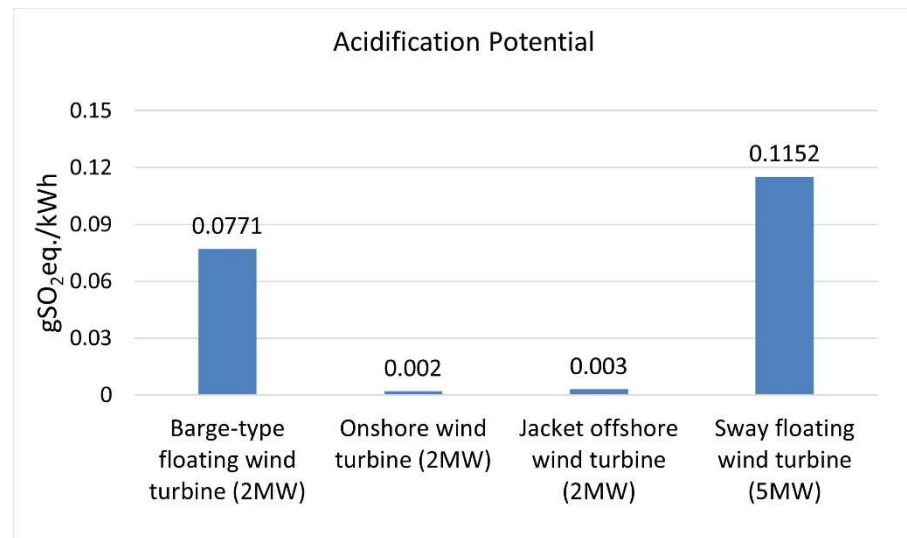 Acidification Potential
gSO₂eq./kWh
0.15
0.12
0.09
0.06
0.03
0
0.0771
0.002
0.003
0.1152
Barge-type
floating wind
turbine (2MW)
Onshore wind
turbine (2MW)
Jacket offshore
wind turbine
(2MW)
Sway floating
wind turbine
(5MW)